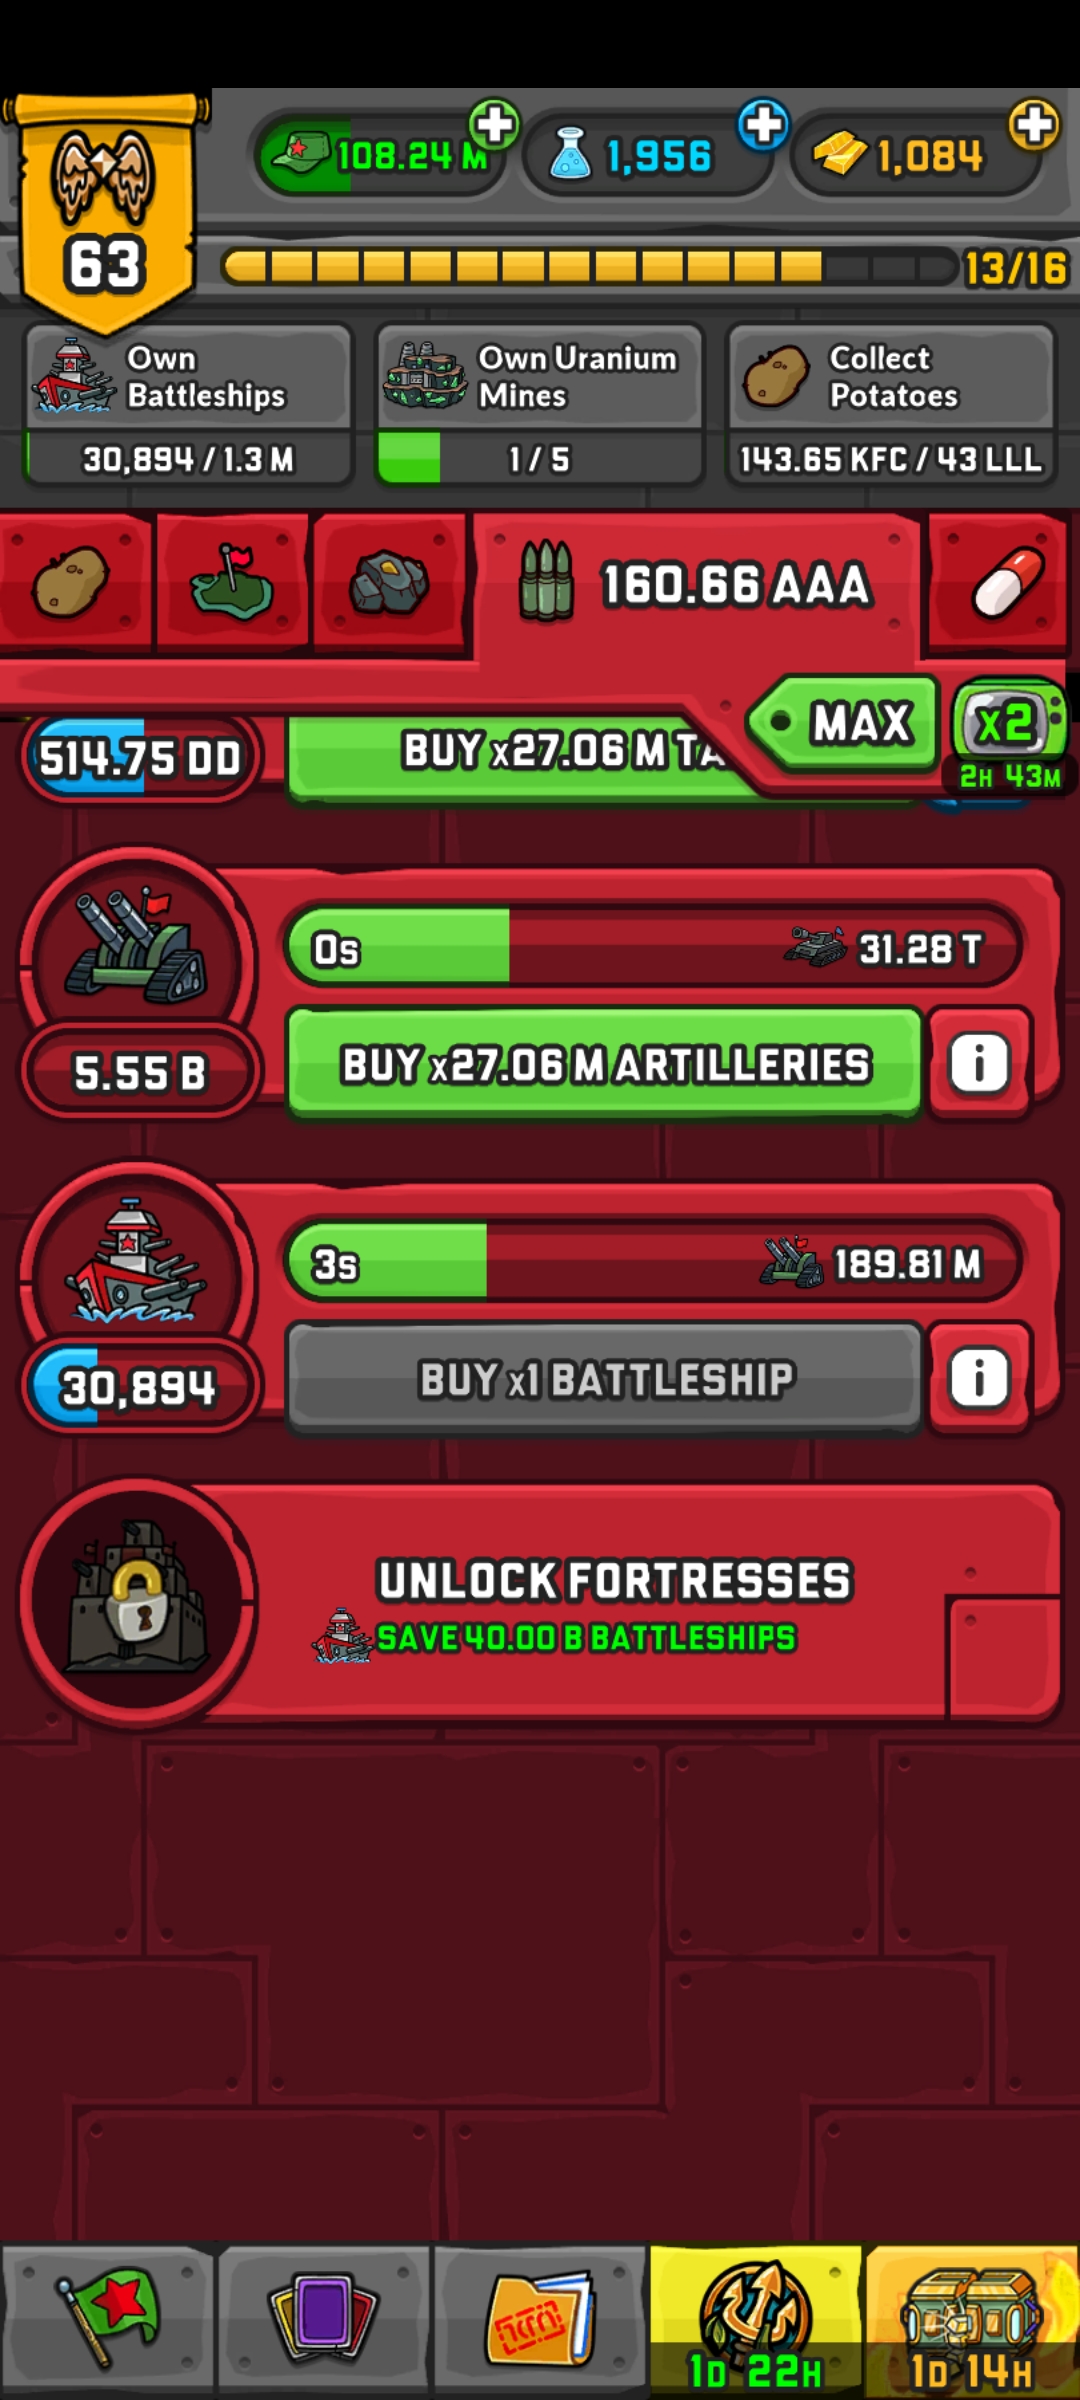 108.24 M
1,956
1,084
63
13/16
Own
Battleships
30,894 / 1.3 M
Own Uranium
Mines
1 / 5
Collect
Potatoes
143.65 KFC / 43 LLL
160.66 AAA
MAX
x2
2H 43M
514.75 DD
BUY x27.06 M TA
0s
31.28 T
5.55 B
BUY x27.06 M ARTILLERIES
i
3s
189.81 M
30,894
BUY x1 BATTLESHIP
i
UNLOCK FORTRESSES
SAVE 40.00 B BATTLESHIPS
1D 22H
1D 14H